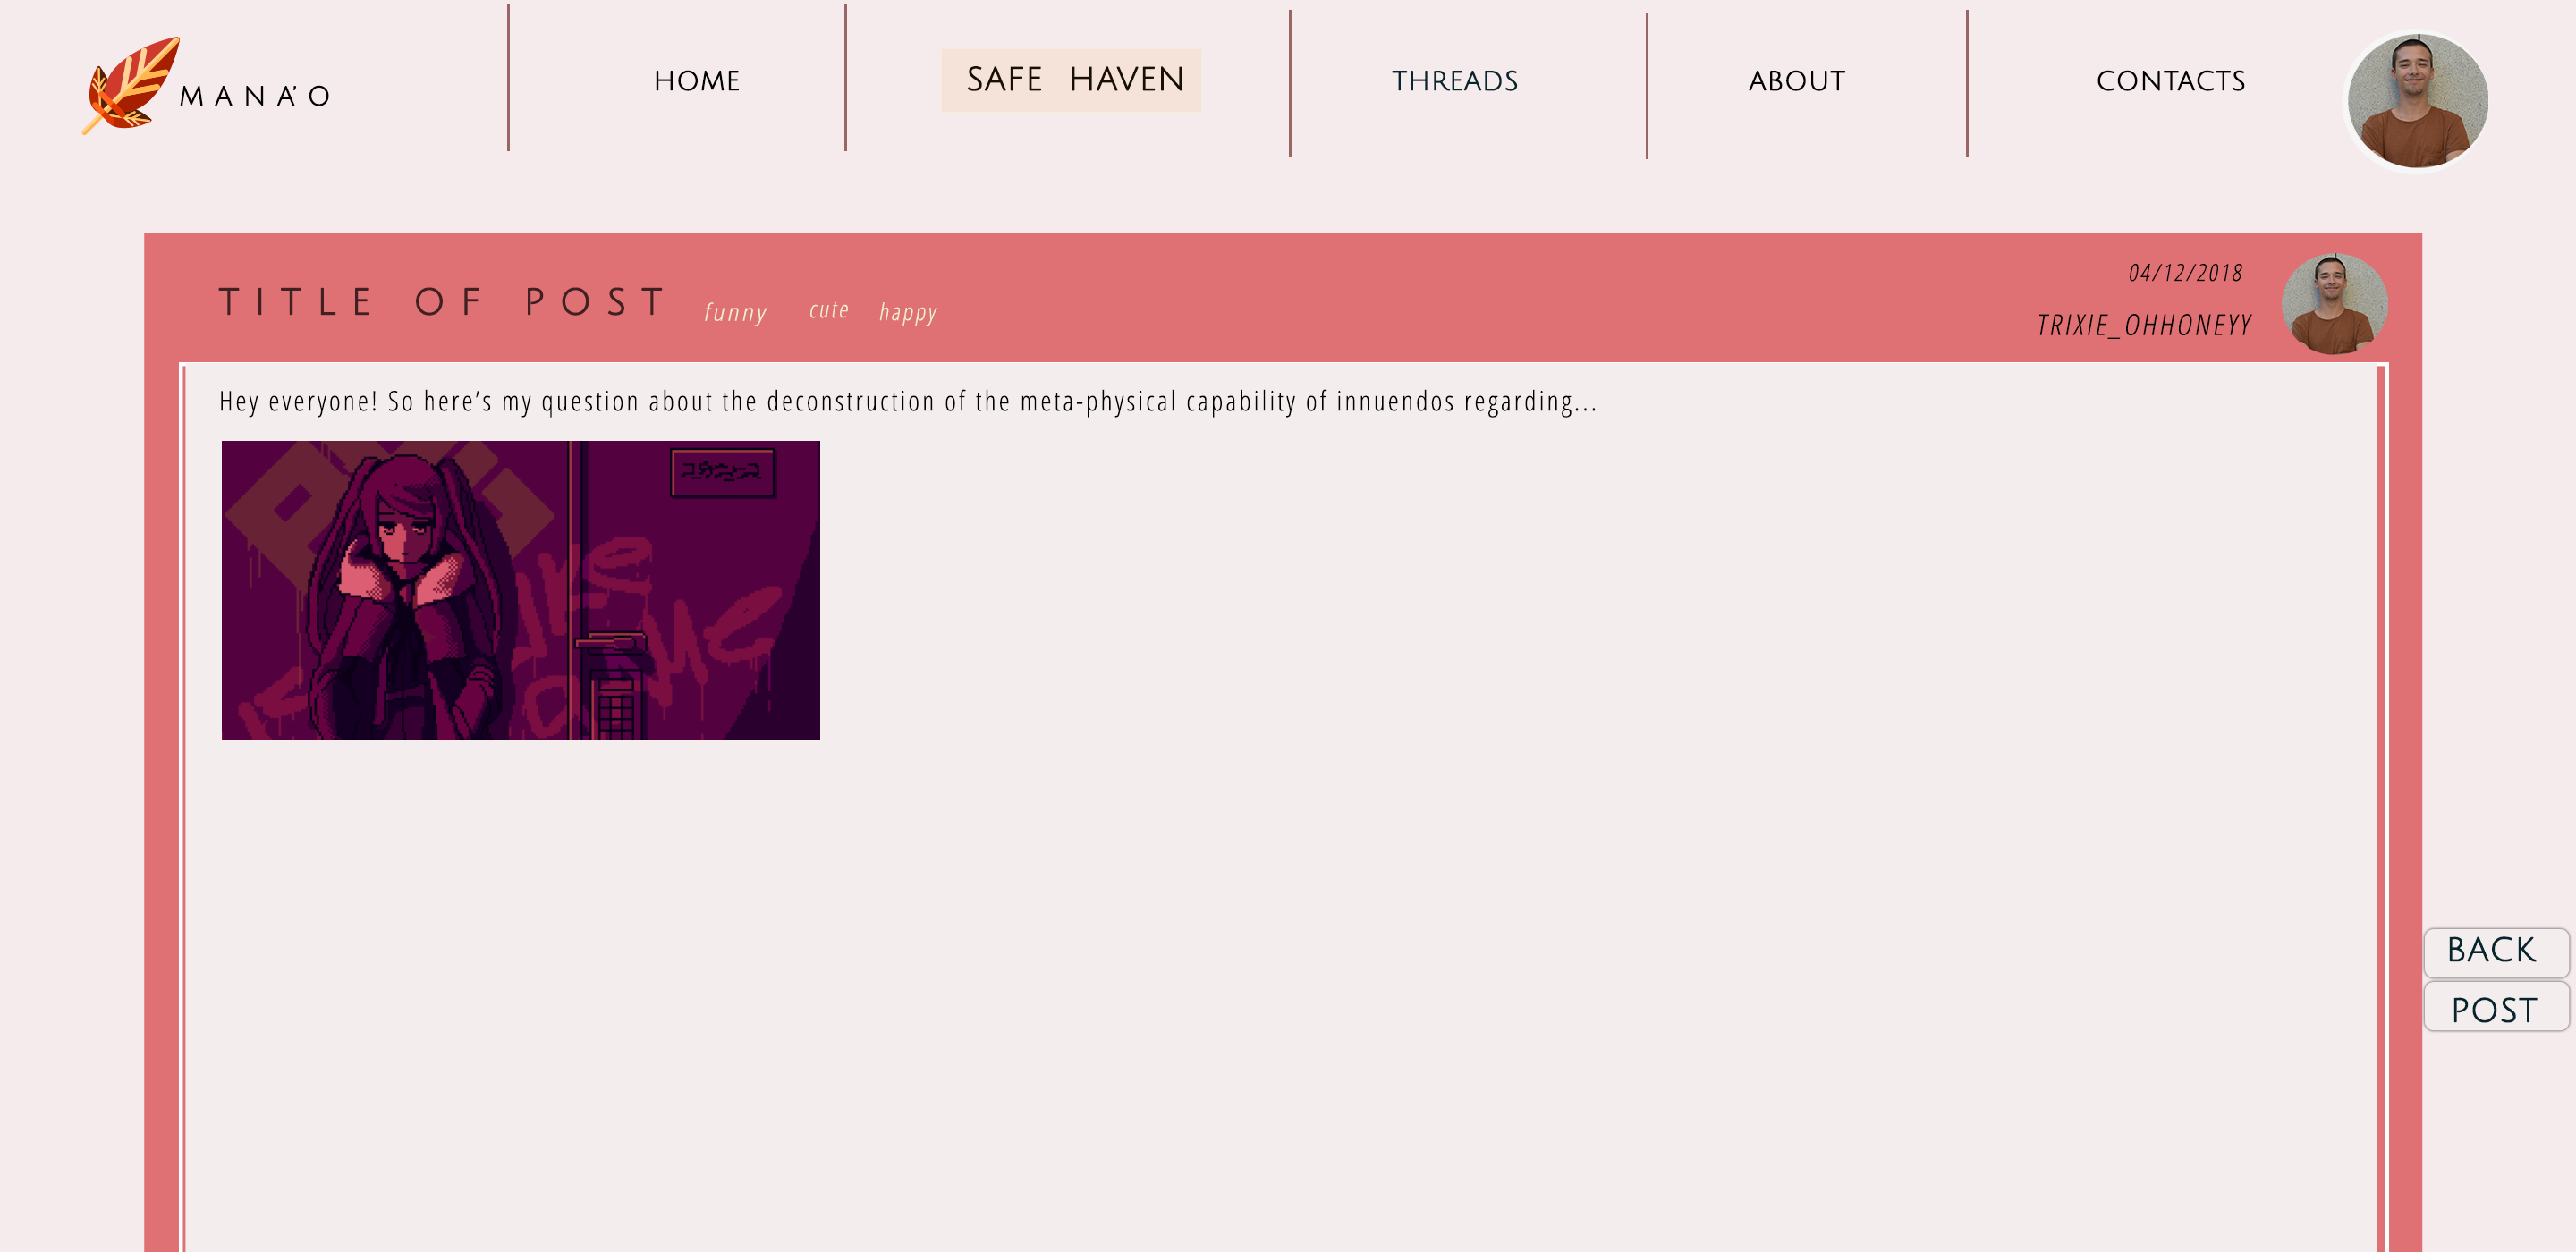 MANA'O
HOME
SAFE HAVEN
THREADS
ABOUT
CONTACTS
TITLE OF POST
funny
cute
happy
04/12/2018
TRIXIE_OHHONEYY
Hey everyone! So here’s my question about the deconstruction of the meta-physical capability of innuendos regarding...
BACK
POST